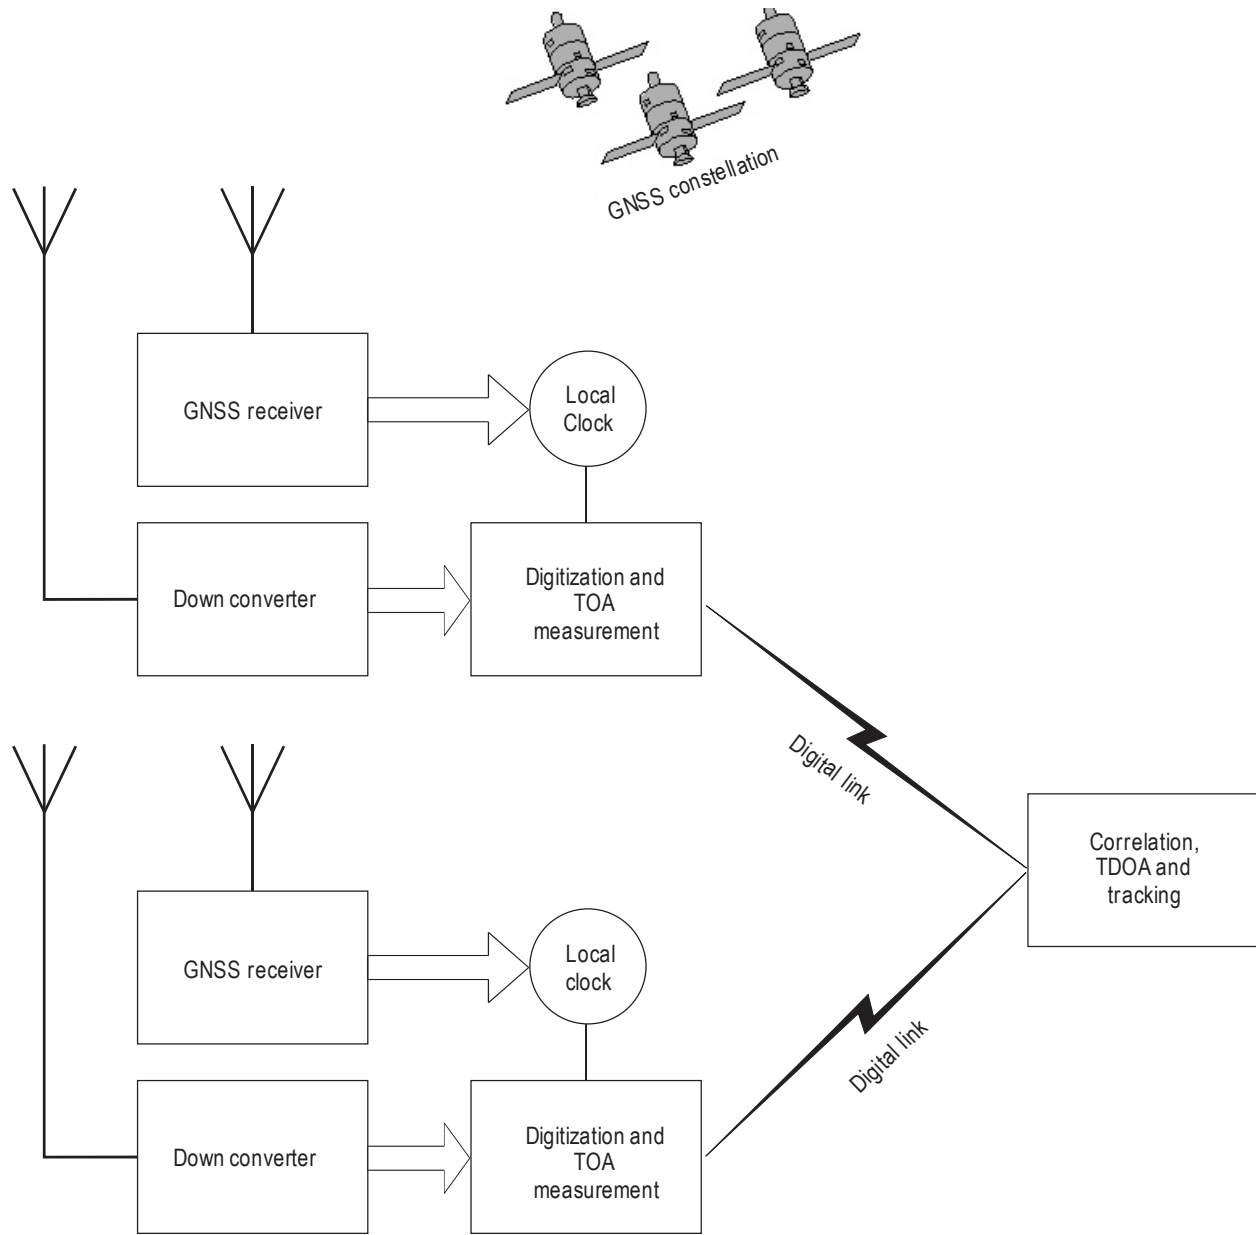 GNSS constellation
GNSS receiver
Local
Clock
Down converter
Digitization and
TOA
measurement
Digital link
Correlation,
TDOA and
tracking
GNSS receiver
Local
clock
Digital link
Down converter
Digitization and
TOA
measurement